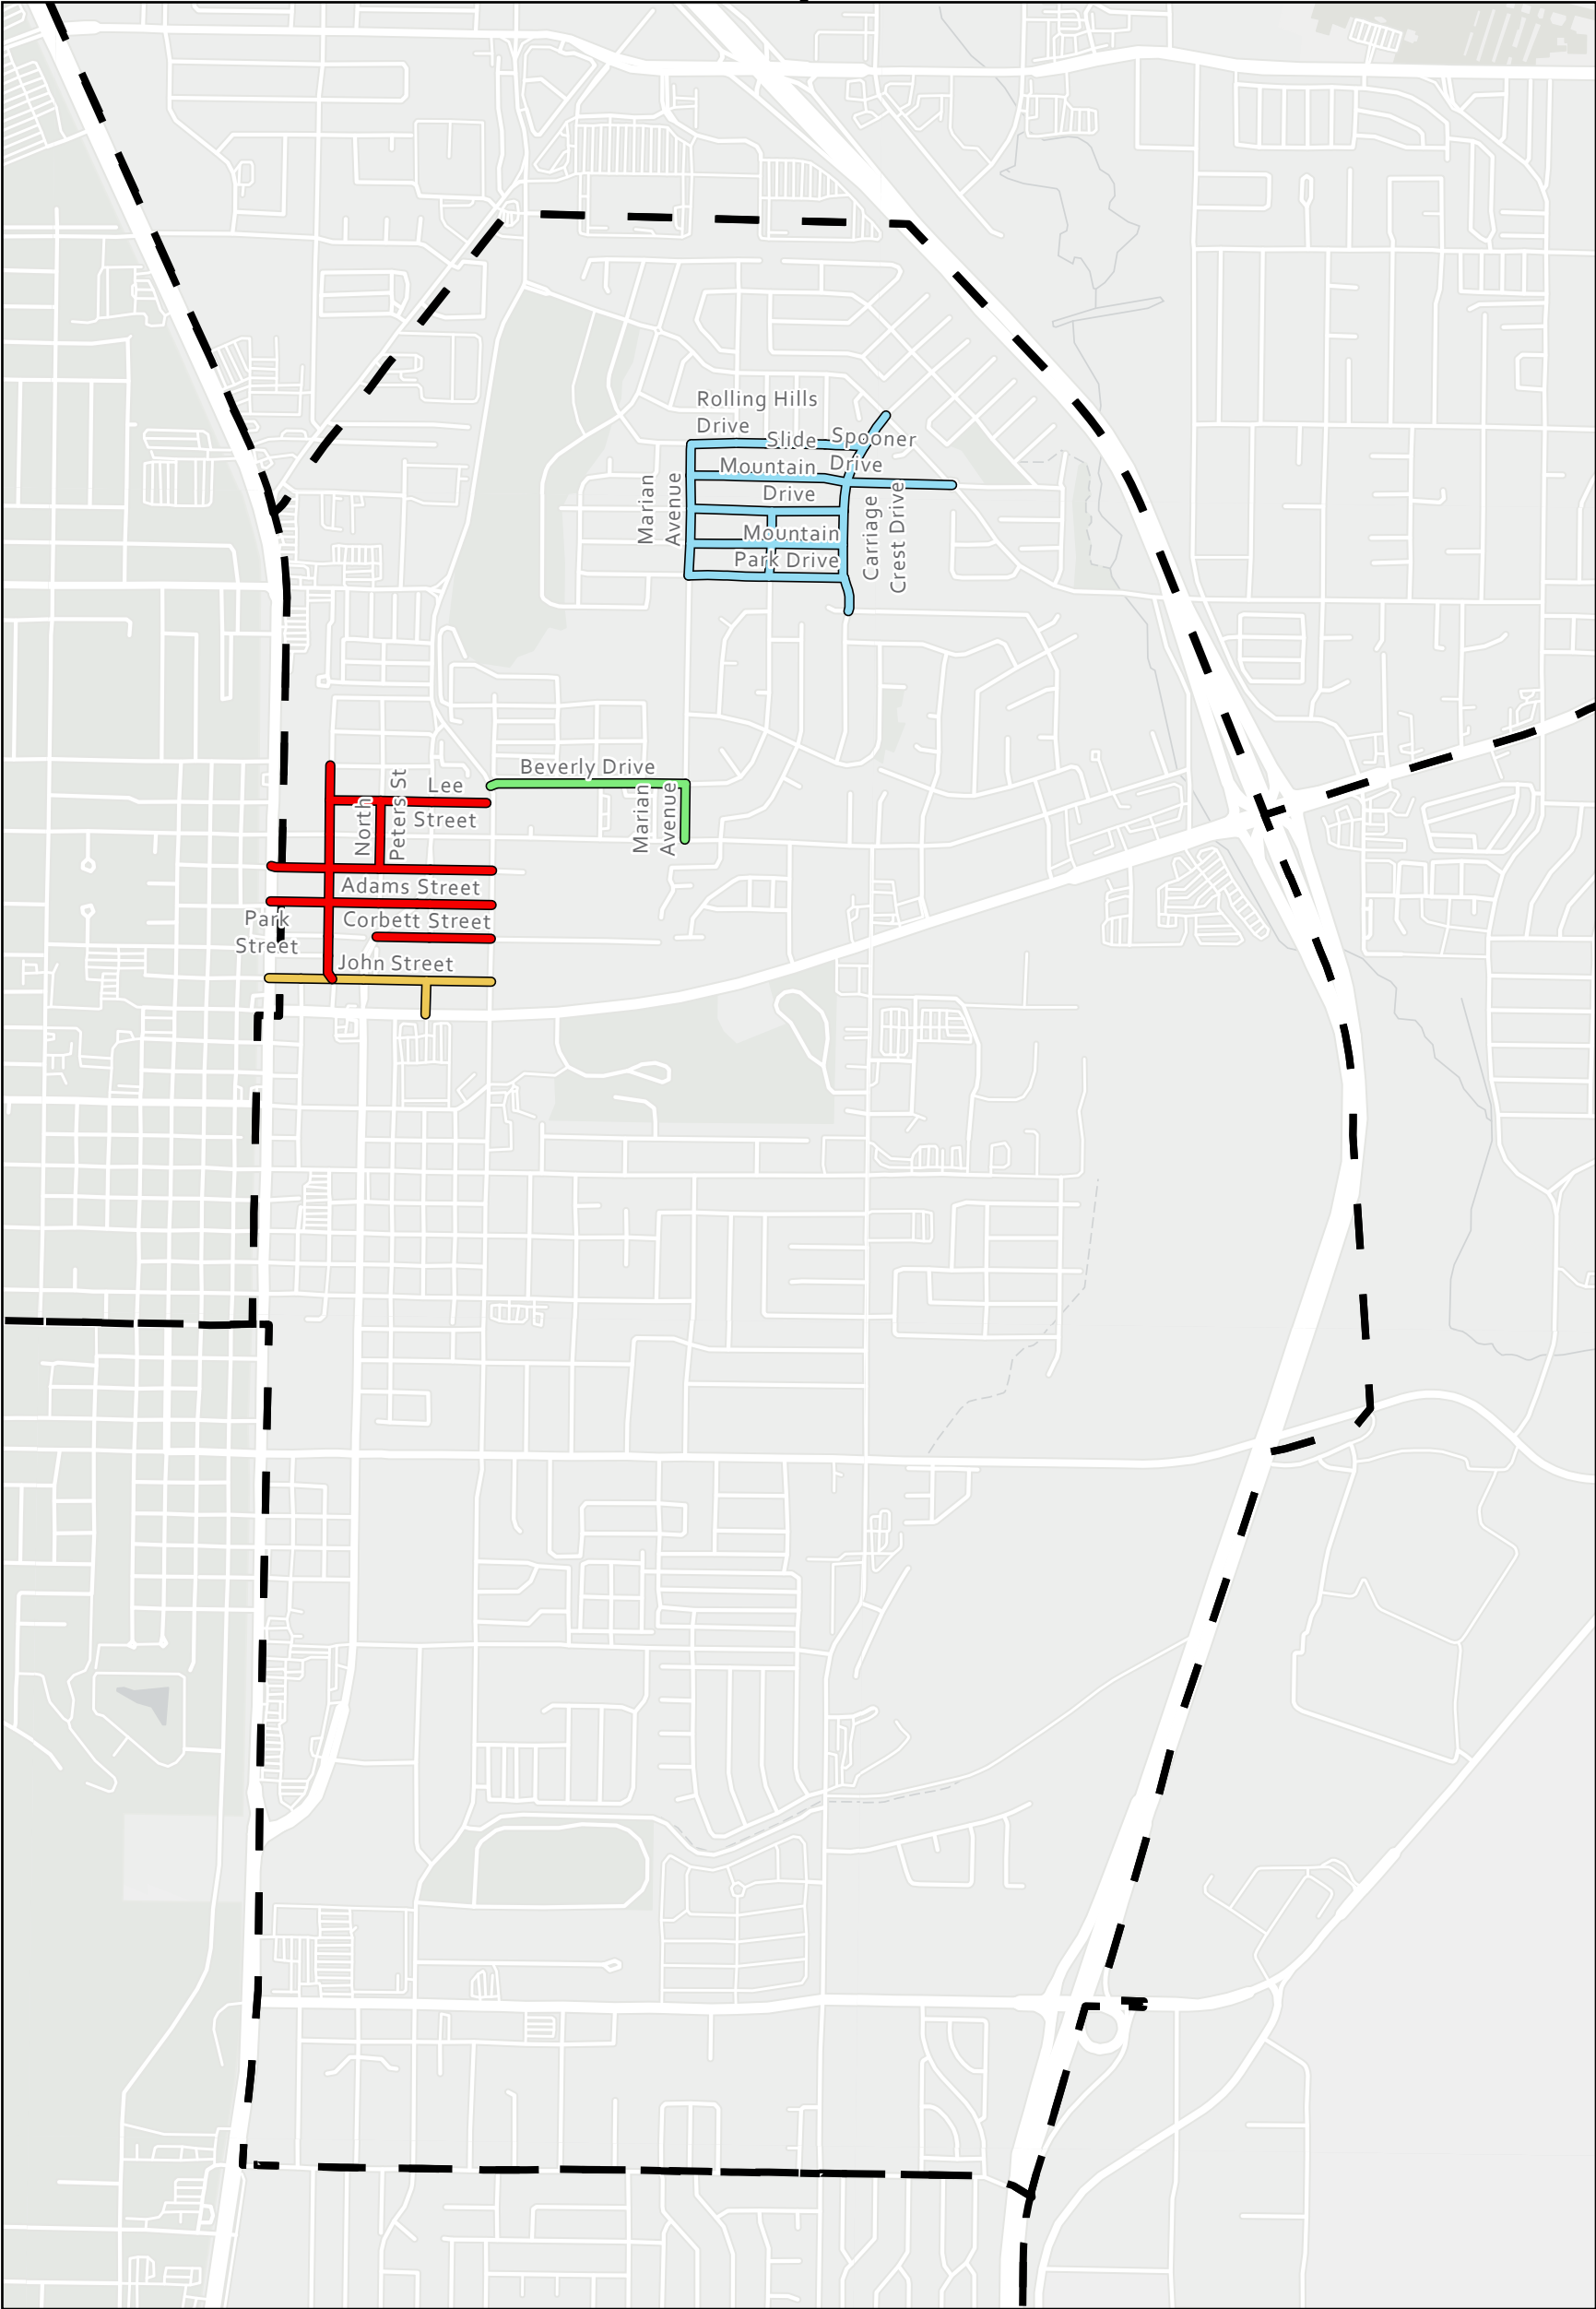 Rolling Hills
Drive
Slide
Spooner
Drive
Mountain
Drive
Marian
Avenue
Mountain
Park Drive
Carriage
Crest Drive
Beverly Drive
Marian
Avenue
Lee
Street
North
Peters St
Adams Street
Park
Street
Corbett Street
John Street